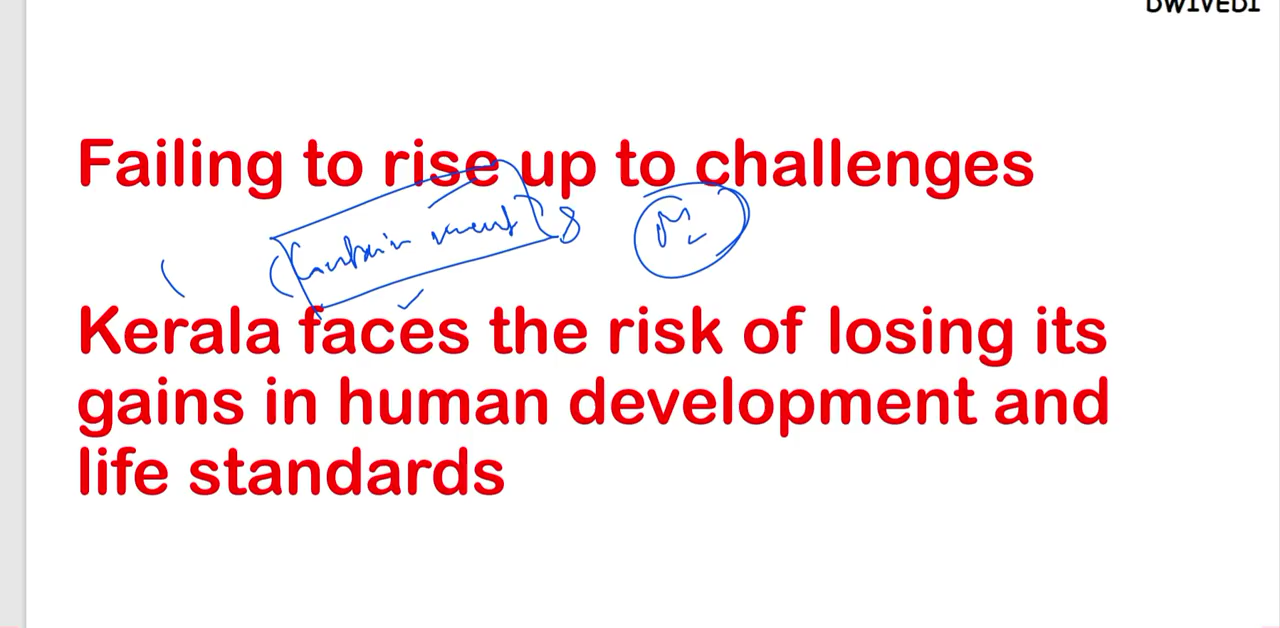 DWIVEDI
Failing to rise up to challenges
Kerala faces the risk of losing its
gains in human development and
life standards